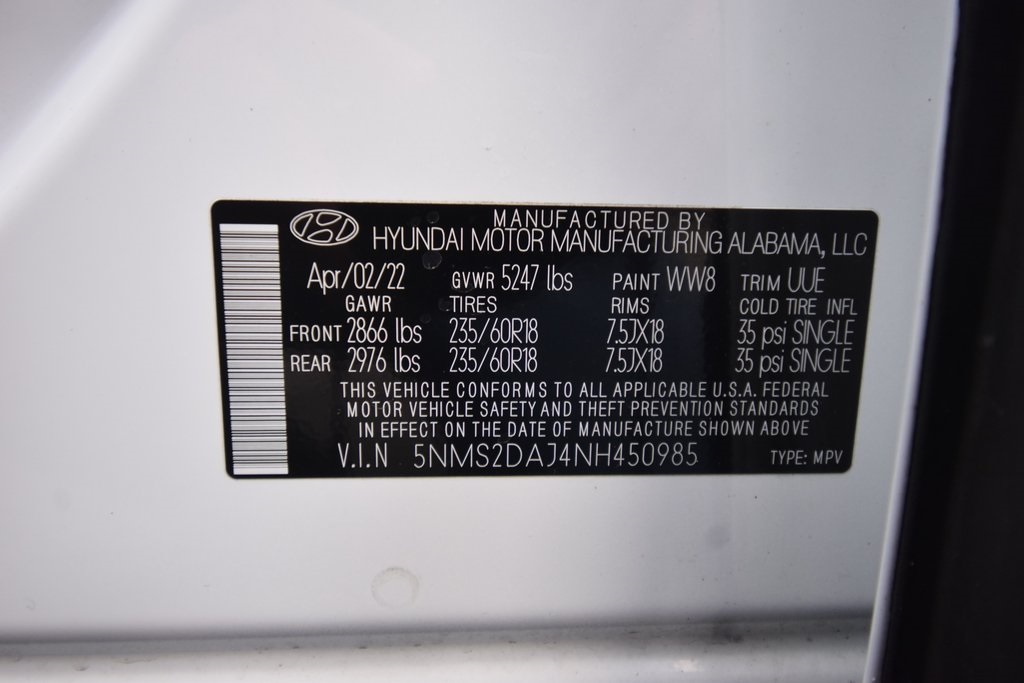 MANUFACTURED BY
HYUNDAI MOTOR MANUFACTURING ALABAMA, LLC
Apr/02/22 GVWR 5247 lbs PAINT WW8 TRIM UUE
GAWR TIRES RIMS COLD TIRE INFL
FRONT 2866 lbs 235/60R18 7.5JX18 35 psi SINGLE
REAR 2976 lbs 235/60R18 7.5JX18 35 psi SINGLE
THIS VEHICLE CONFORMS TO ALL APPLICABLE U.S.A. FEDERAL
MOTOR VEHICLE SAFETY AND THEFT PREVENTION STANDARDS
IN EFFECT ON THE DATE OF MANUFACTURE SHOWN ABOVE
V.I.N 5NMS2DAJ4NH450985 TYPE: MPV